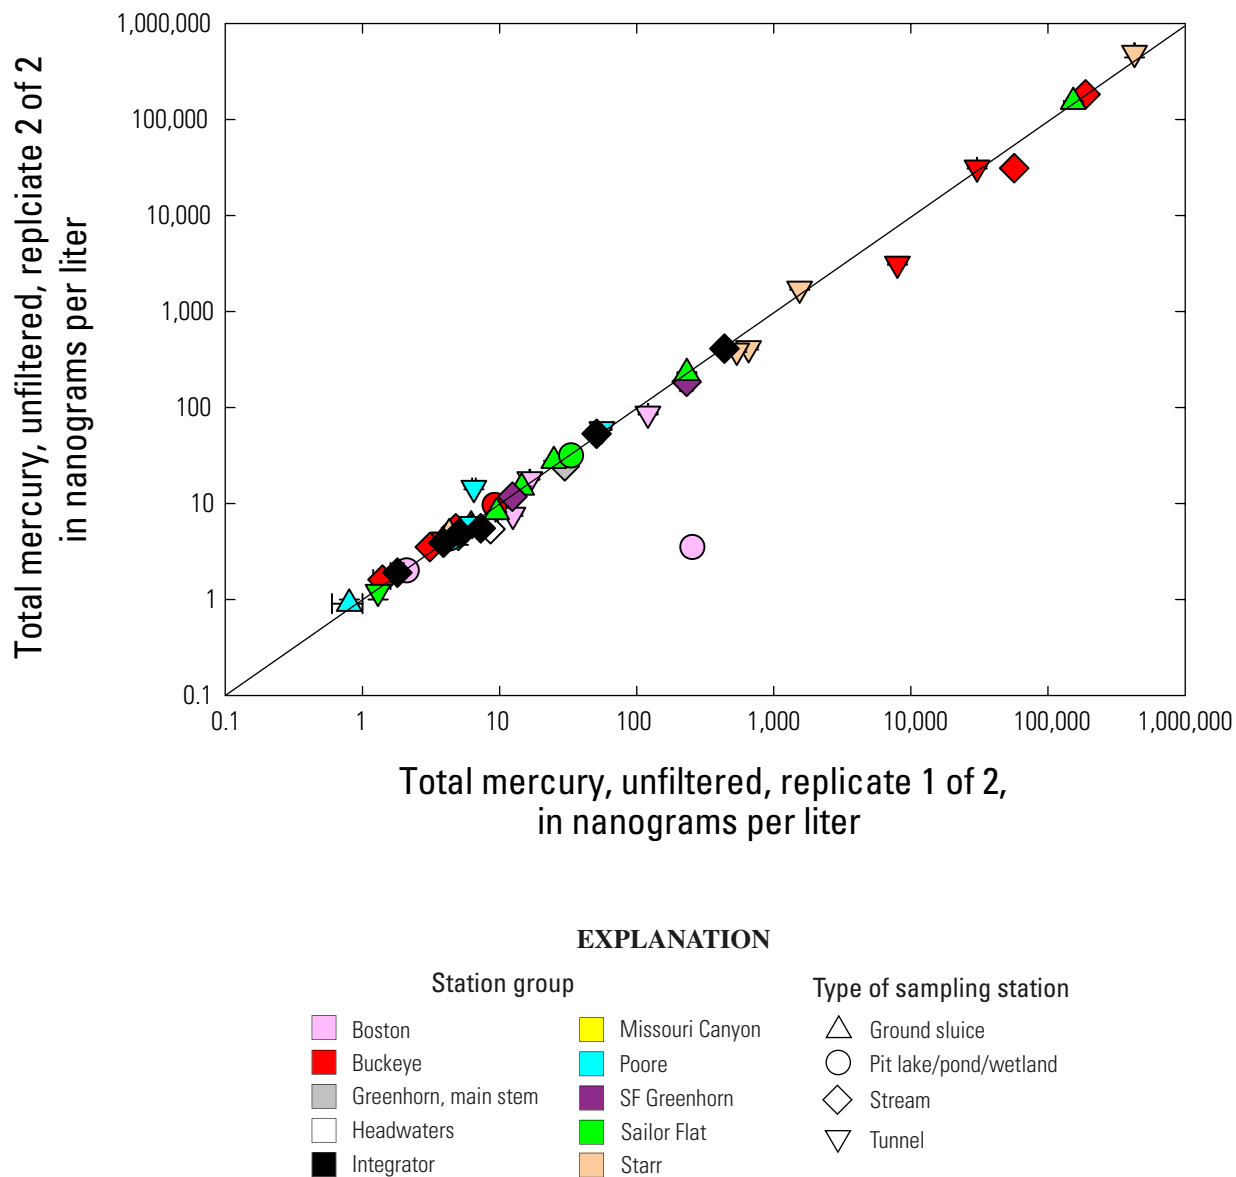 1,000,000
100,000
10,000
1,000
100
10
1
0.1
Total mercury, unfiltered, replciate 2 of 2
in nanograms per liter
0.1
1
10
100
1,000
10,000
100,000
1,000,000
Total mercury, unfiltered, replicate 1 of 2,
in nanograms per liter
EXPLANATION
Station group
Boston
Buckeye
Greenhorn, main stem
Headwaters
Integrator
Missouri Canyon
Poore
SF Greenhorn
Sailor Flat
Starr
Type of sampling station
Ground sluice
Pit lake/pond/wetland
Stream
Tunnel